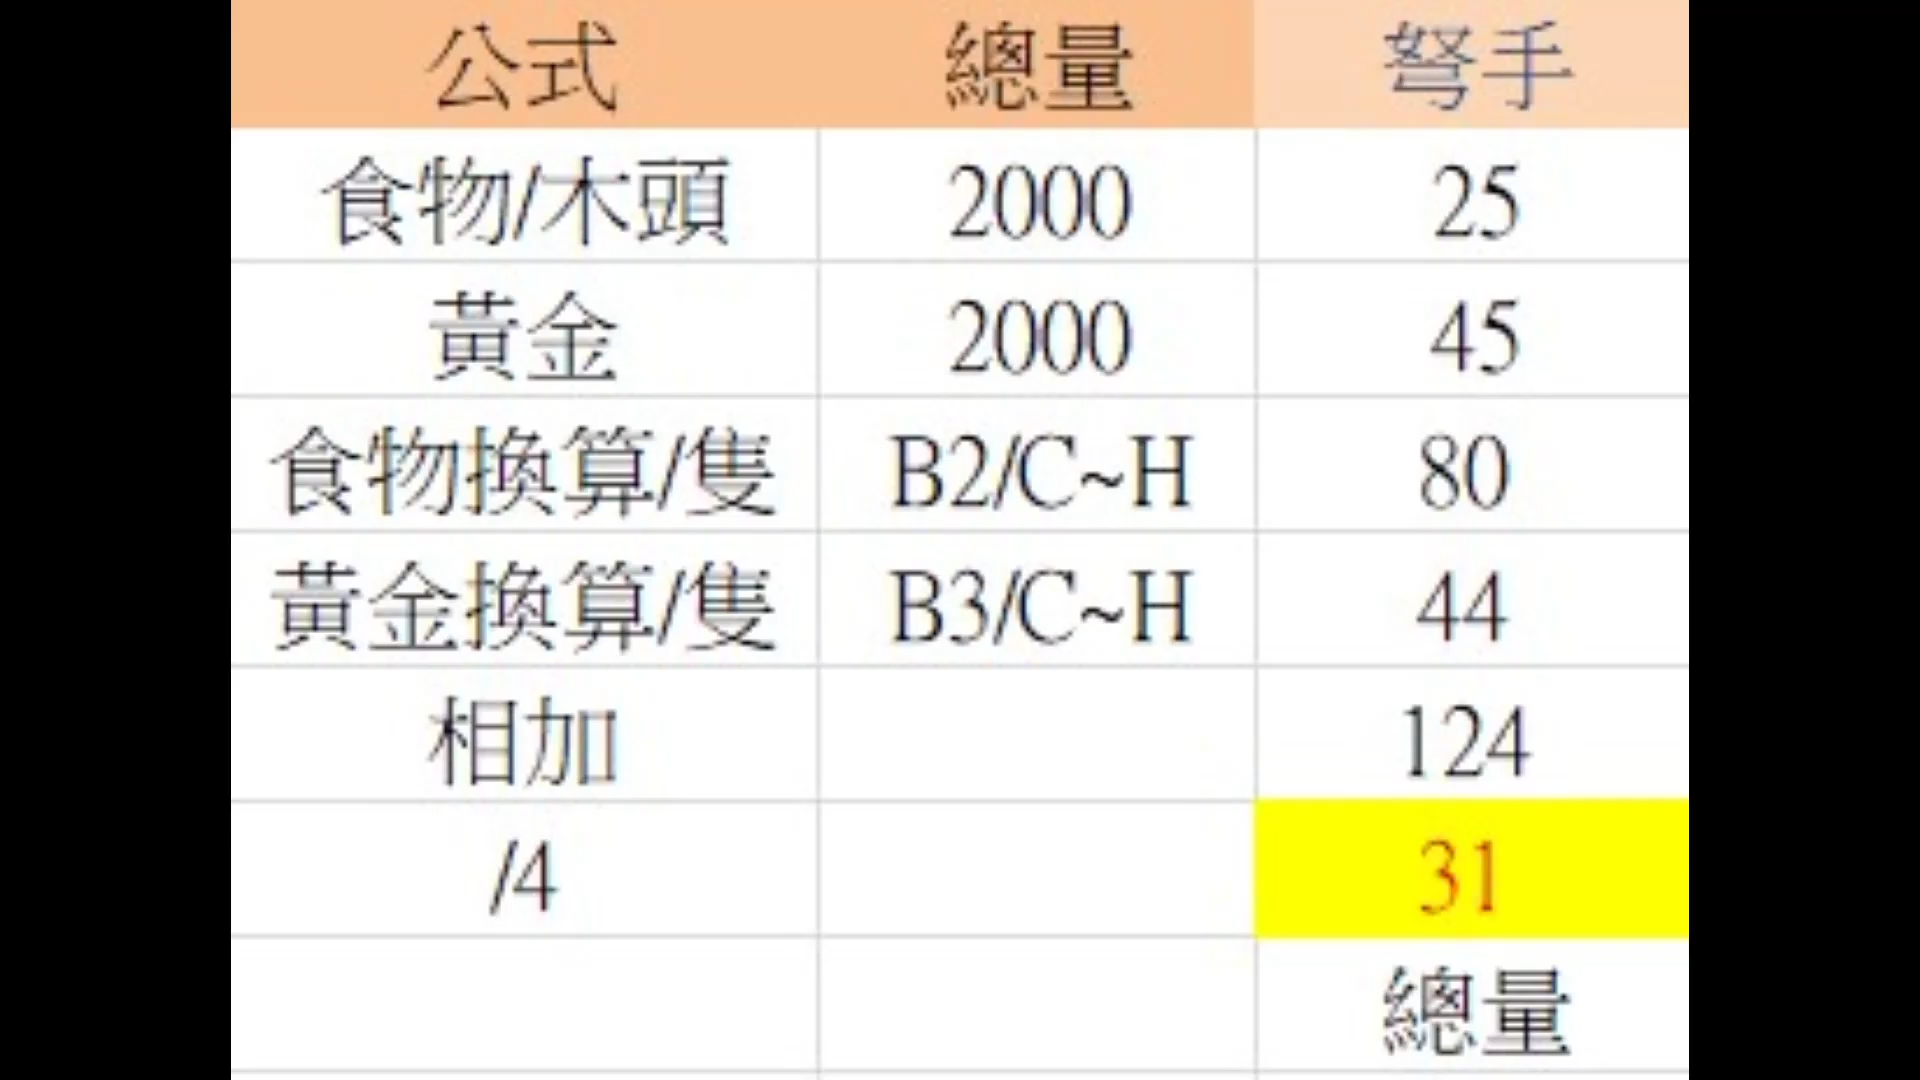 公式 總量 弩手
食物/木頭 2000 25
黃金 2000 45
食物換算/隻 B2/C~H 80
黃金換算/隻 B3/C~H 44
相加 124
/4 31
總量